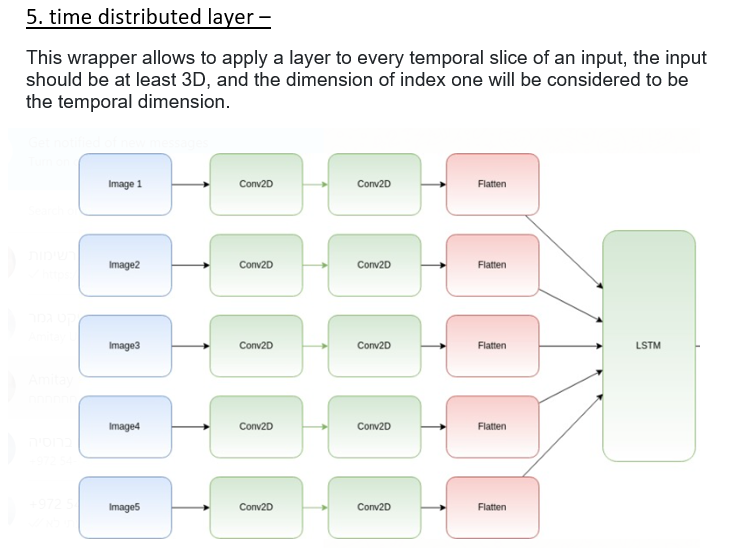 5. time distributed layer –
This wrapper allows to apply a layer to every temporal slice of an input, the input
should be at least 3D, and the dimension of index one will be considered to be
the temporal dimension.
Image 1 Conv2D Conv2D Flatten
Image2 Conv2D Conv2D Flatten
Image3 Conv2D Conv2D Flatten LSTM
Image4 Conv2D Conv2D Flatten
Image5 Conv2D Conv2D Flatten